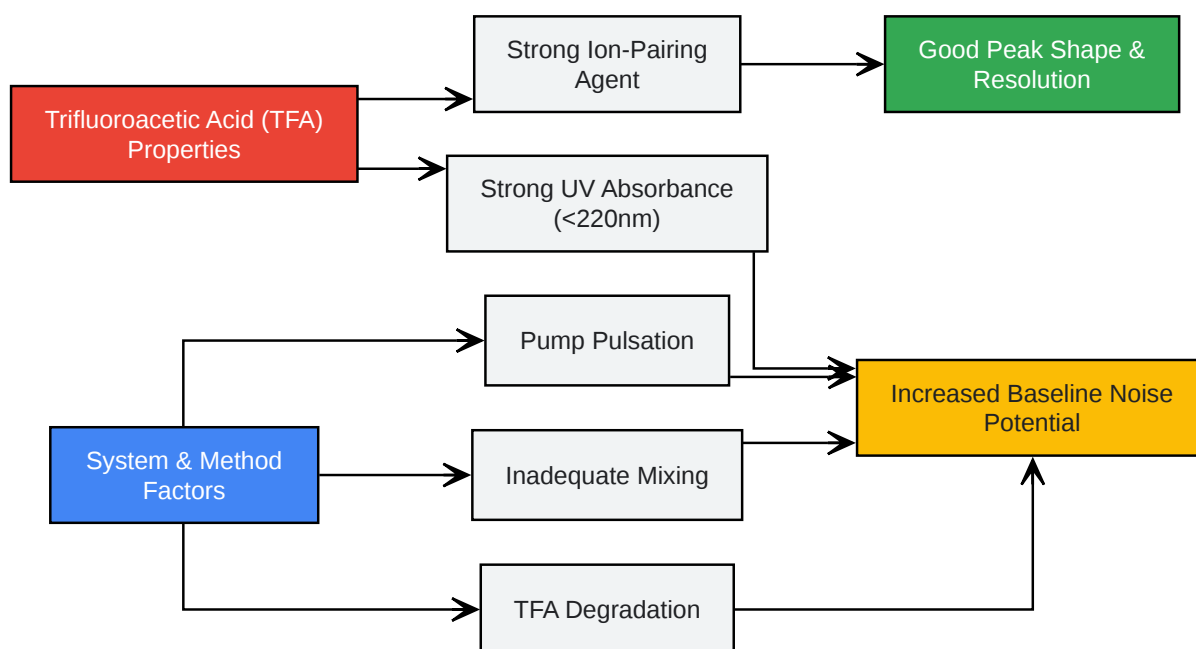 Strong Ion-Pairing
Agent
Good Peak Shape &
Resolution
Trifluoroacetic Acid (TFA)
Properties
Strong UV Absorbance
(<220nm)
Pump Pulsation
Increased Baseline Noise
Potential
System & Method
Factors
Inadequate Mixing
TFA Degradation